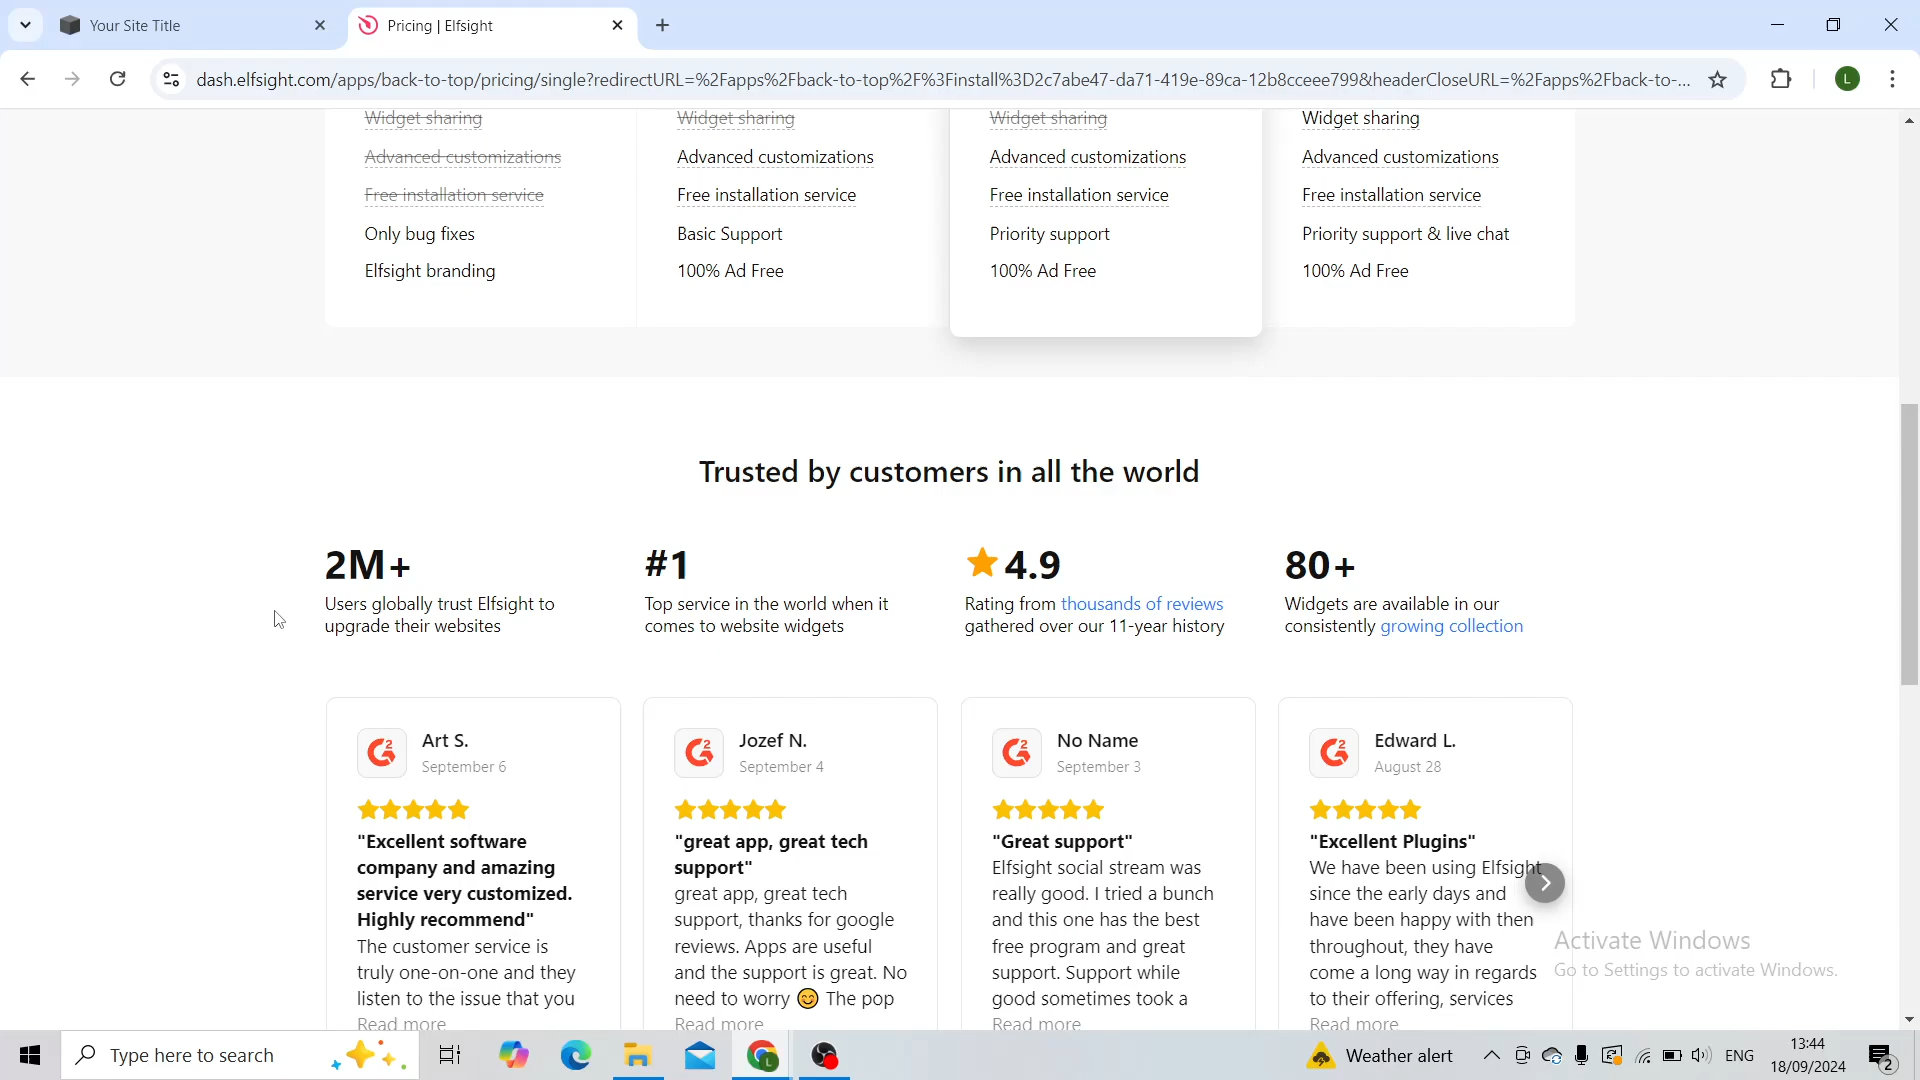 Your Site Title
Pricing | Elfsight
dash.elfsight.com/apps/back-to-top/pricing/single?redirectURL=%2Fapps%2Fback-to-top%2F%3Finstall%3D2c7abe47-da71-419e-89ca-12b8cceee799&headerCloseURL=%2Fapps%2Fback-to-...
L
Widget sharing
Advanced customizations
Free installation service
Only bug fixes
Elfsight branding
Widget sharing
Advanced customizations
Free installation service
Basic Support
100% Ad Free
Widget sharing
Advanced customizations
Free installation service
Priority support
100% Ad Free
Widget sharing
Advanced customizations
Free installation service
Priority support & live chat
100% Ad Free
Trusted by customers in all the world
2M+
Users globally trust Elfsight to
upgrade their websites
#1
Top service in the world when it
comes to website widgets
4.9
Rating from thousands of reviews
gathered over our 11-year history
80+
Widgets are available in our
consistently growing collection
Art S.
September 6
"Excellent software
company and amazing
service very customized.
Highly recommend"
The customer service is
truly one-on-one and they
listen to the issue that you
Read more
Jozef N.
September 4
"great app, great tech
support"
great app, great tech
support, thanks for google
reviews. Apps are useful
and the support is great. No
need to worry 😊 The pop
Read more
No Name
September 3
"Great support"
Elfsight social stream was
really good. I tried a bunch
and this one has the best
free program and great
support. Support while
good sometimes took a
Read more
Edward L.
August 28
"Excellent Plugins"
We have been using Elfsight
since the early days and
have been happy with then
throughout, they have
come a long way in regards
to their offering, services
Read more
Activate Windows
Go to Settings to activate Windows.
Type here to search
Weather alert
ENG
13:44
18/09/2024
2